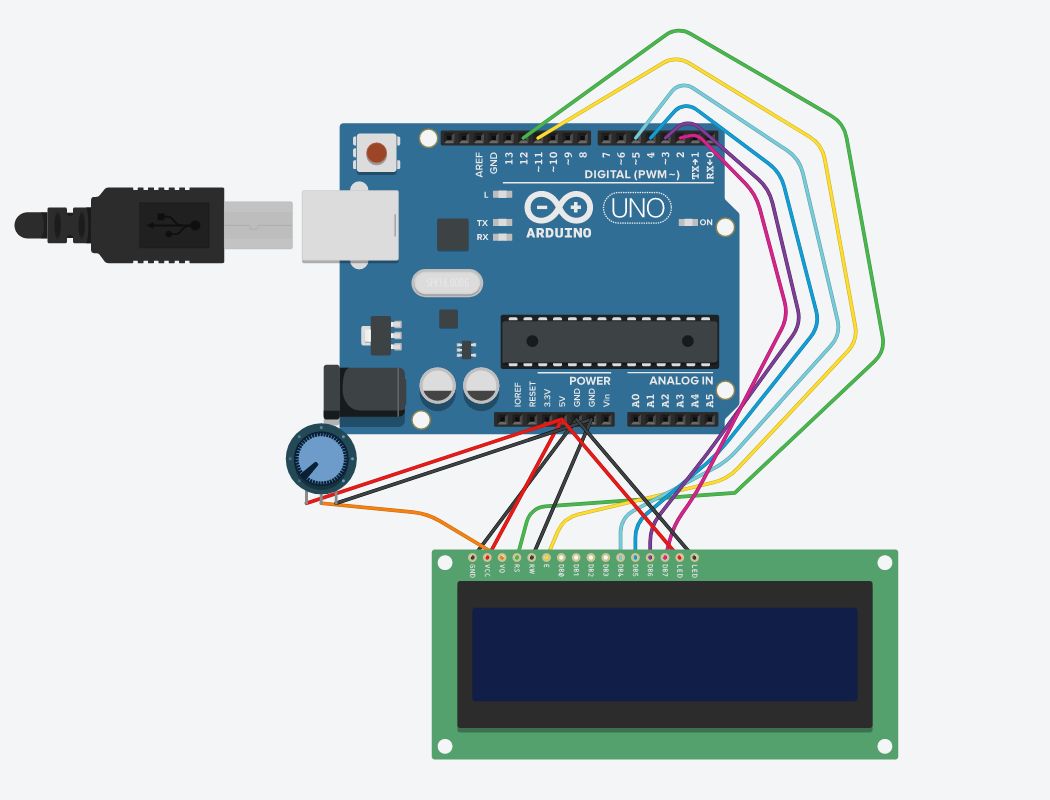 AREF
GND
13
12
~11
~10
~9
8
7
~6
~5
4
~3
2
TX→1
RX←0
DIGITAL (PWM ~)
L
TX
RX
UNO
ARDUINO
ON
POWER
ANALOG IN
IOREF
RESET
3.3V
5V
GND
GND
Vin
A0
A1
A2
A3
A4
A5
GND
VCC
VO
RS
RW
E
DB0
DB1
DB2
DB3
DB4
DB5
DB6
DB7
LED
LED